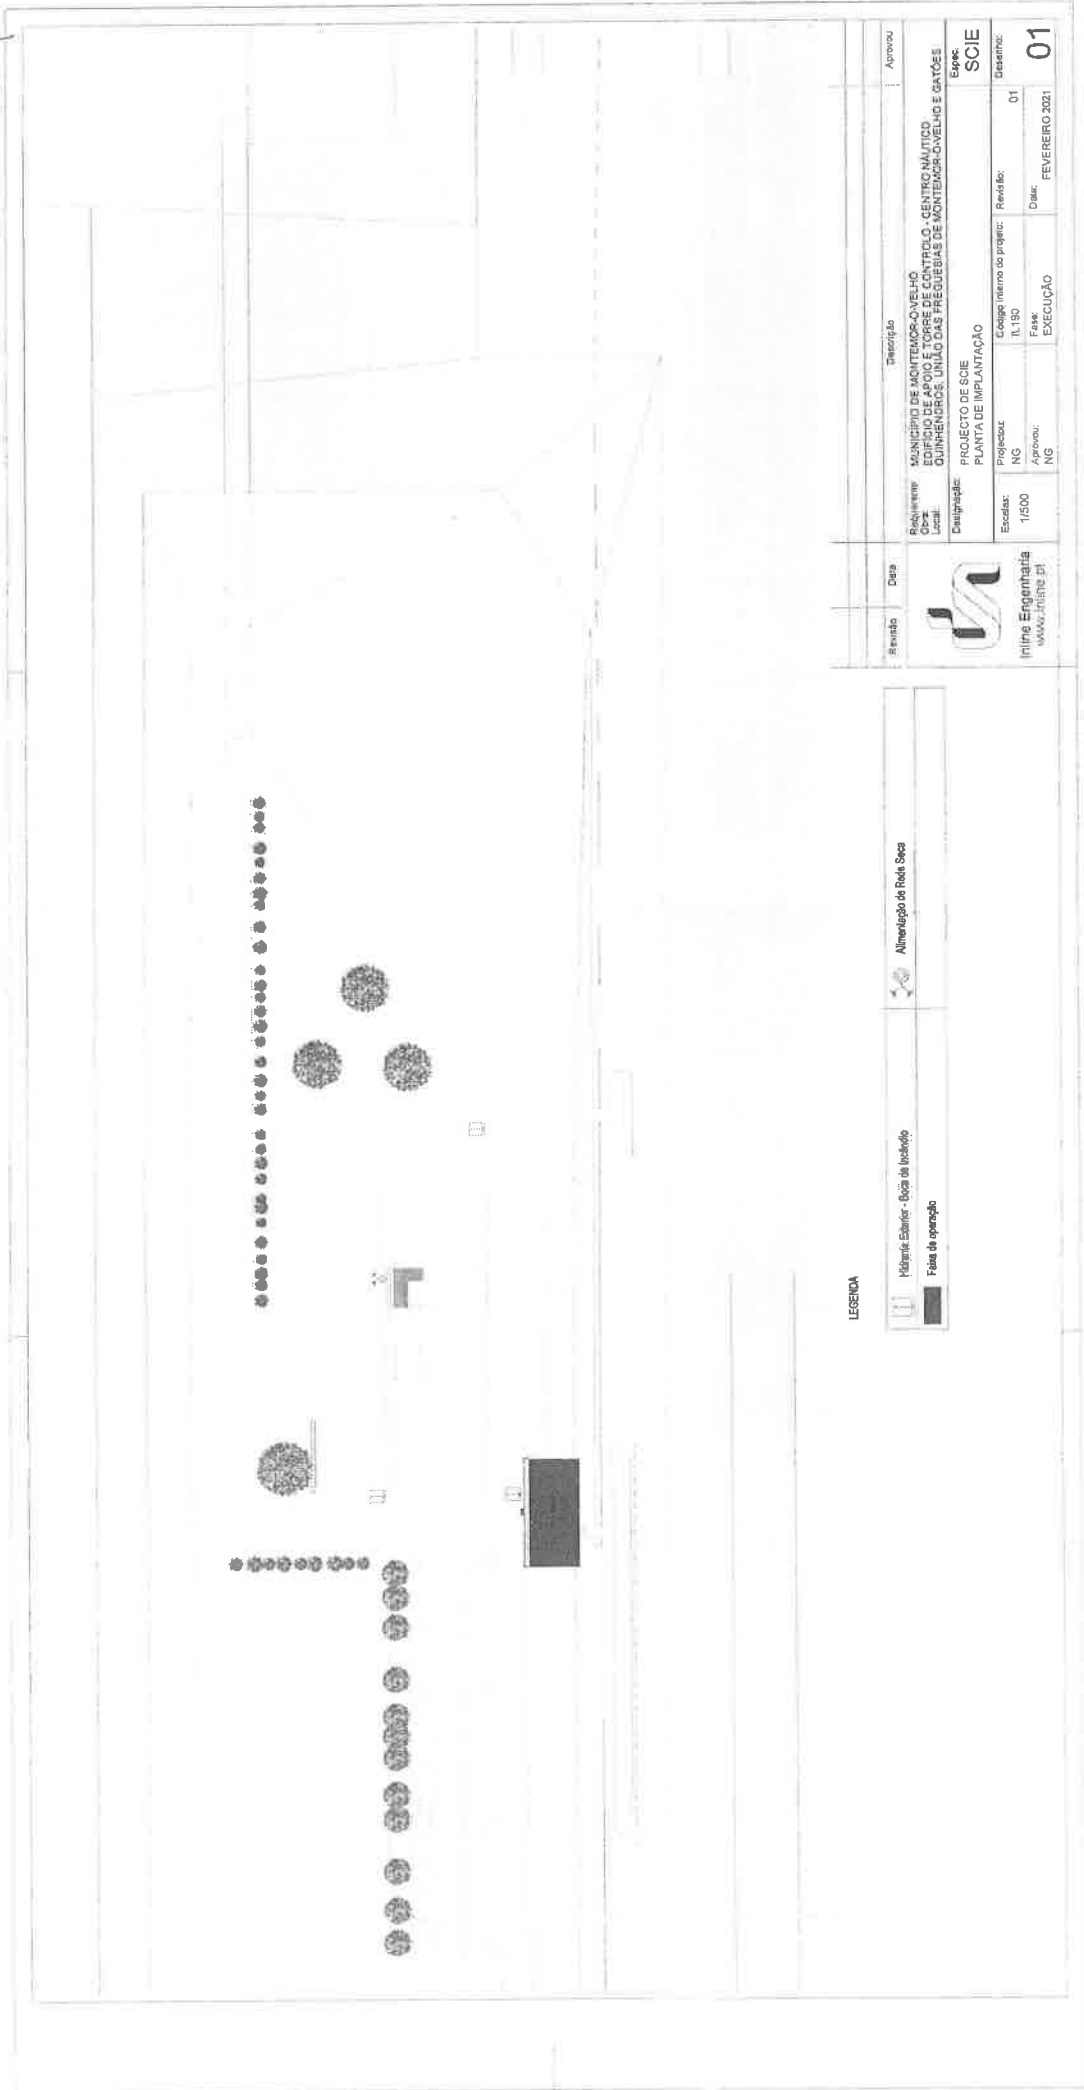 LEGENDA
Hidrante Exterior - Boca de Incêndio
Alimentação de Rede Seca
Faixa de operação
Revisão Data Descrição Aprovou
Requerente MUNICÍPIO DE MONTEMOR-O-VELHO
Obra: EDIFÍCIO DE APOIO E TORRE DE CONTROLO - CENTRO NÁUTICO
Local: QUINHENDROS, UNIÃO DAS FREGUESIAS DE MONTEMOR-O-VELHO E GATÕES
Designação: PROJECTO DE SCIE
PLANTA DE IMPLANTAÇÃO
Espec. SCIE
Escalas: 1/500
Projectou: NG
Código interno do projeto: IL190
Revisão: 01
Desenho: 01
Aprovou: NG
Fase: EXECUÇÃO
Data: FEVEREIRO 2021
Inline Engenharia
www.inline.pt